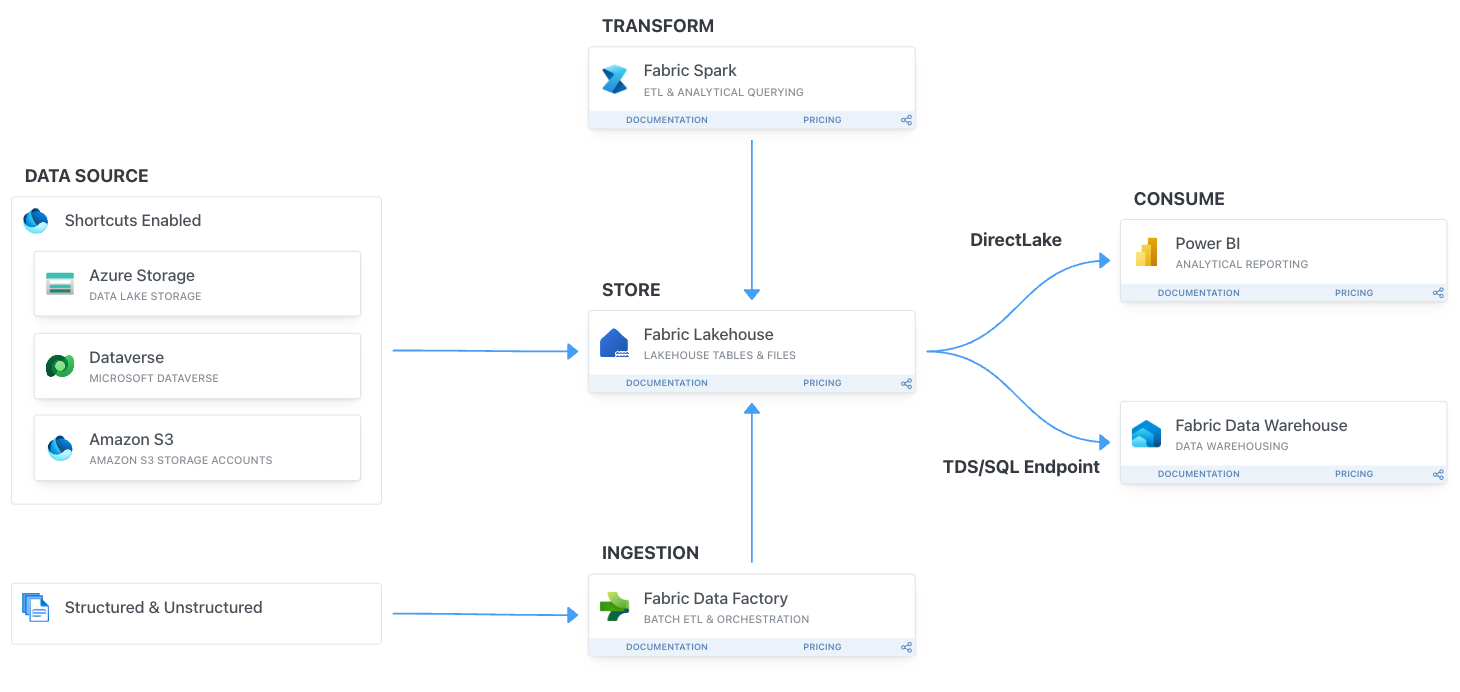 TRANSFORM
Fabric Spark
ETL & ANALYTICAL QUERYING
DOCUMENTATION PRICING
DATA SOURCE
Shortcuts Enabled
Azure Storage
DATA LAKE STORAGE
Dataverse
MICROSOFT DATAVERSE
Amazon S3
AMAZON S3 STORAGE ACCOUNTS
Structured & Unstructured
STORE
Fabric Lakehouse
LAKEHOUSE TABLES & FILES
DOCUMENTATION PRICING
INGESTION
Fabric Data Factory
BATCH ETL & ORCHESTRATION
DOCUMENTATION PRICING
DirectLake
TDS/SQL Endpoint
CONSUME
Power BI
ANALYTICAL REPORTING
DOCUMENTATION PRICING
Fabric Data Warehouse
DATA WAREHOUSING
DOCUMENTATION PRICING